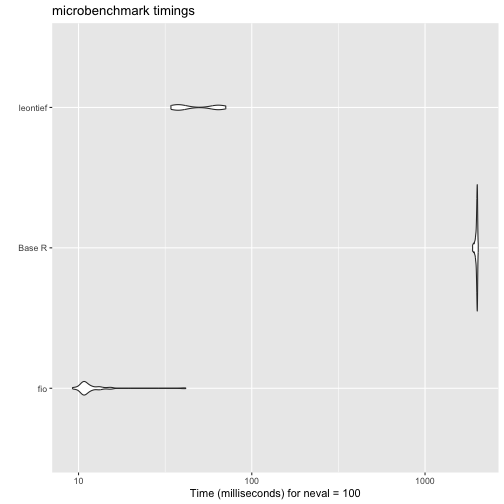 microbenchmark timings
leontief
Base R
fio
10
100
1000
Time (milliseconds) for neval = 100